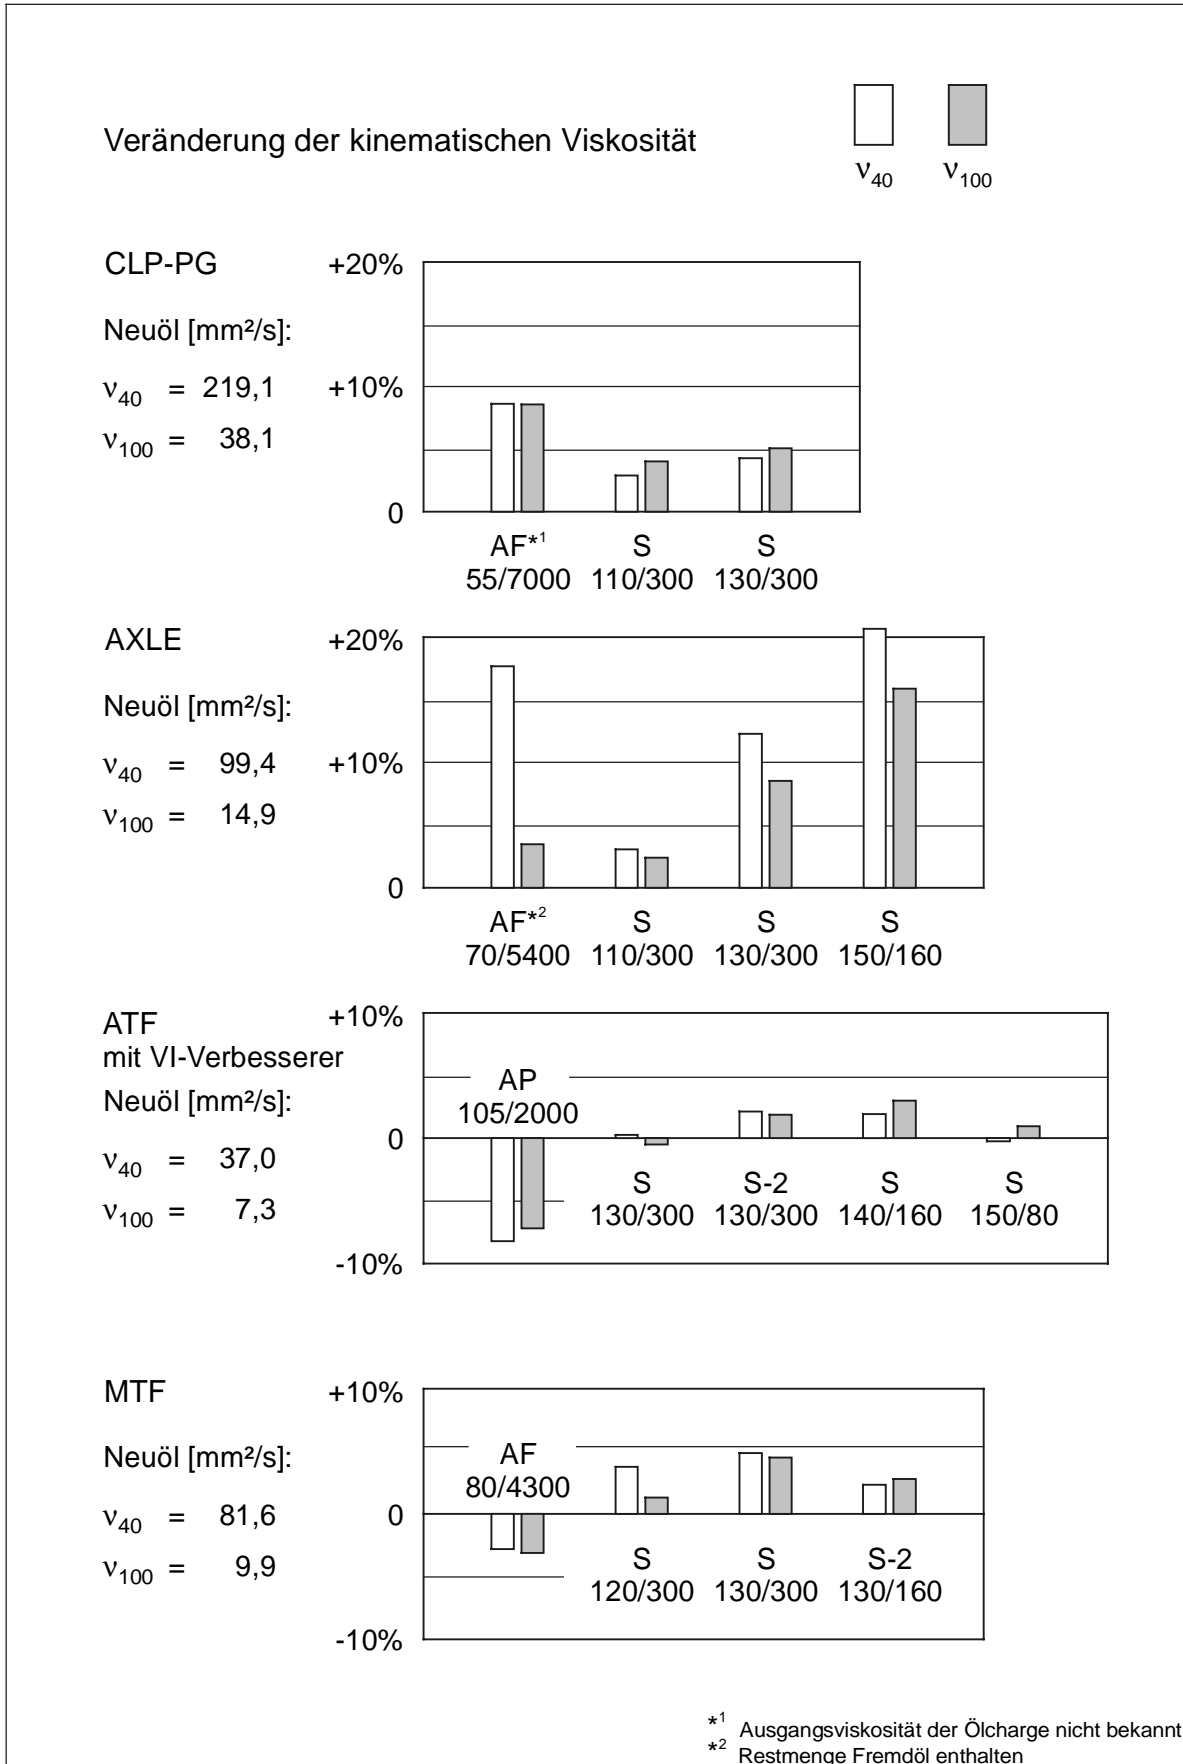 Veränderung der kinematischen Viskosität
ν40 ν100
CLP-PG
Neuöl [mm²/s]:
ν40 = 219,1
ν100 = 38,1
+20%
+10%
0
AF*1 S S
55/7000 110/300 130/300
AXLE
Neuöl [mm²/s]:
ν40 = 99,4
ν100 = 14,9
+20%
+10%
0
AF*2 S S S
70/5400 110/300 130/300 150/160
ATF
mit VI-Verbesserer
Neuöl [mm²/s]:
ν40 = 37,0
ν100 = 7,3
+10%
0
-10%
AP
105/2000
S S-2 S S
130/300 130/300 140/160 150/80
MTF
Neuöl [mm²/s]:
ν40 = 81,6
ν100 = 9,9
+10%
0
-10%
AF
80/4300
S S S-2
120/300 130/300 130/160
*1 Ausgangsviskosität der Ölcharge nicht bekannt
*2 Restmenge Fremdöl enthalten